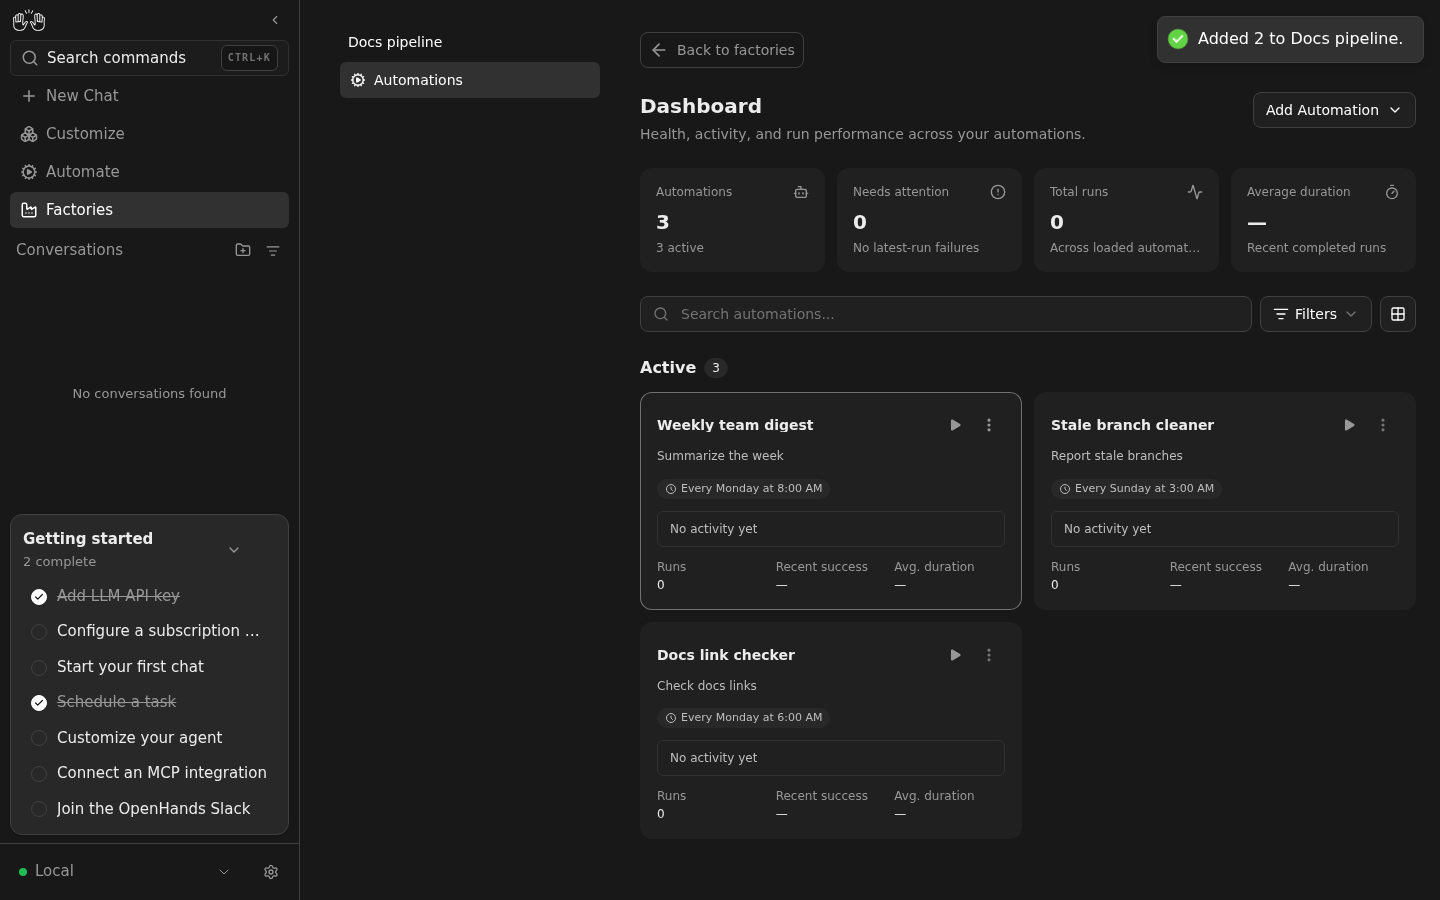 Search commands
CTRL+K
New Chat
Customize
Automate
Factories
Conversations
No conversations found
Getting started
2 complete
Add LLM API key
Configure a subscription ...
Start your first chat
Schedule a task
Customize your agent
Connect an MCP integration
Join the OpenHands Slack
Local
Docs pipeline
Automations
Back to factories
Added 2 to Docs pipeline.
Dashboard
Health, activity, and run performance across your automations.
Add Automation
Automations
3
3 active
Needs attention
0
No latest-run failures
Total runs
0
Across loaded automat...
Average duration
—
Recent completed runs
Search automations...
Filters
Active 3
Weekly team digest
Summarize the week
Every Monday at 8:00 AM
No activity yet
Runs Recent success Avg. duration
0 — —
Stale branch cleaner
Report stale branches
Every Sunday at 3:00 AM
No activity yet
Runs Recent success Avg. duration
0 — —
Docs link checker
Check docs links
Every Monday at 6:00 AM
No activity yet
Runs Recent success Avg. duration
0 — —